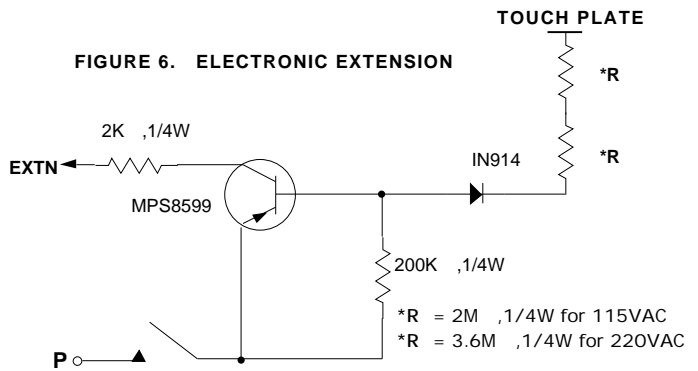 TOUCH PLATE
FIGURE 6. ELECTRONIC EXTENSION
*R
2K ,1/4W
*R
EXTN
IN914
MPS8599
200K ,1/4W
*R = 2M ,1/4W for 115VAC
*R = 3.6M ,1/4W for 220VAC
P